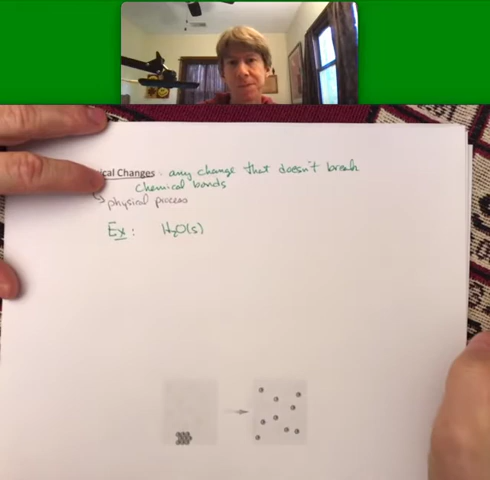 ical Changes : any change that doesn't break
chemical bonds
physical process
Ex : H₂O(s)